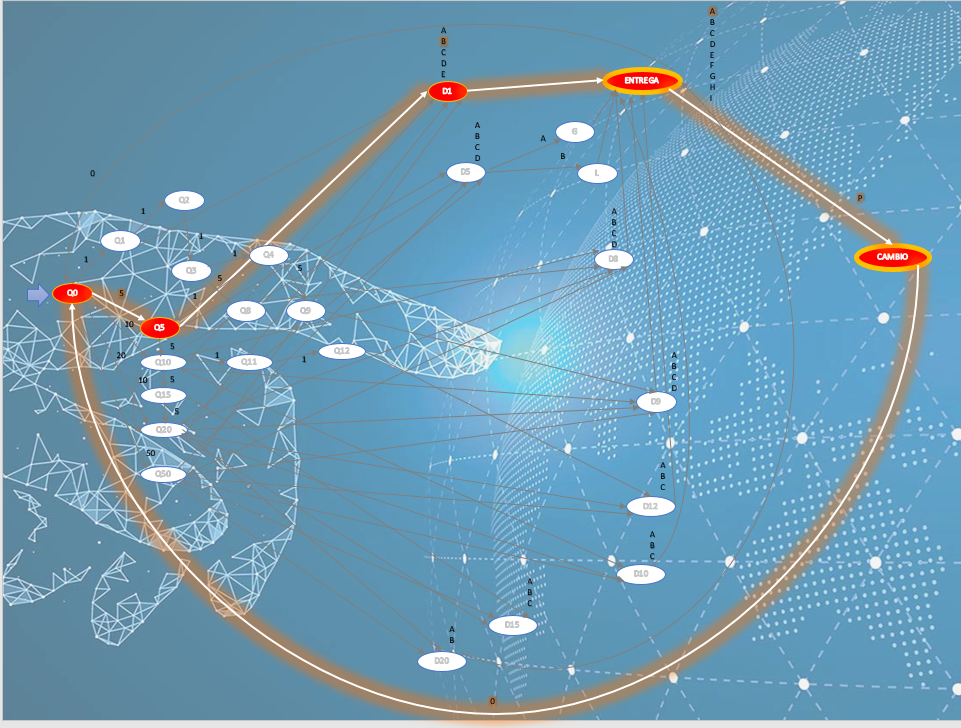 A
B
C
D
E
F
G
H
I
A
B
C
D
E
D1
ENTREGA
A
B
C
D
G
A
B
L
D5
0
Q2
1
P
Q1
1
1
Q4
A
B
C
D
D8
CAMBIO
1
Q3
5
5
Q0
5
1
Q8
Q9
10
Q5
5
20
Q10
1
Q11
1
Q12
A
B
C
D
10
5
Q15
D9
5
Q20
50
Q50
A
B
C
D12
A
B
C
D10
A
B
C
D15
A
B
D20
0